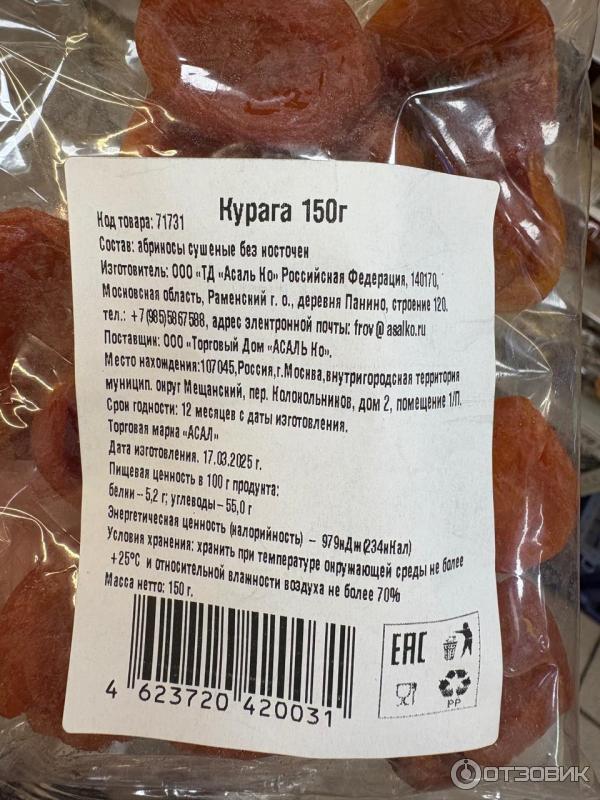 Курага 150г
Код товара: 71731
Состав: абрикосы сушеные без косточек
Изготовитель: ООО «ТД «Асаль Ко» Российская Федерация, 140170,
Московская область, Раменский г. о., деревня Панино, строение 120.
тел.: +7(985)5867588, адрес электронной почты: frov@asalko.ru
Поставщик: ООО «Торговый Дом «АСАЛЬ Ко».
Место нахождения:107045,Россия,г.Москва,внутригородская территория
муницип. округ Мещанский, пер. Колокольников, дом 2, помещение 1/П.
Срок годности: 12 месяцев с даты изготовления.
Торговая марка «АСАЛ»
Дата изготовления. 17.03.2025 г.
Пищевая ценность в 100 г продукта:
белки – 5,2 г; углеводы – 55,0 г
Энергетическая ценность (калорийность) – 979кДж(234кКал)
Условия хранения: хранить при температуре окружающей среды не более
+25°С и относительной влажности воздуха не более 70%
Масса нетто: 150 г.
4 623720 420031
EAC
PP
ОТЗОВИК